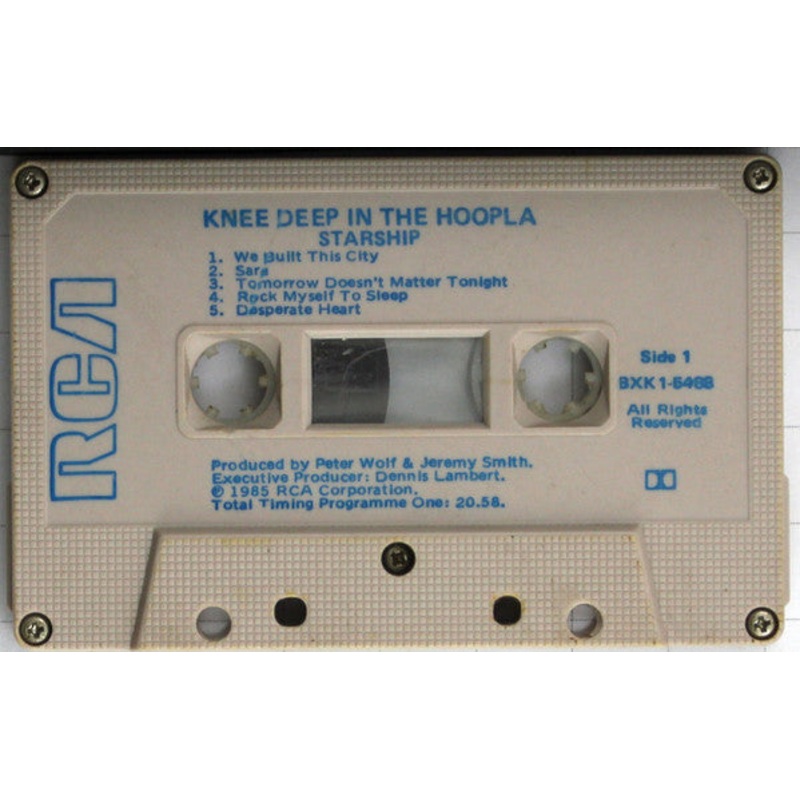 KNEE DEEP IN THE HOOPLA
STARSHIP
1. We Built This City
2. Sara
3. Tomorrow Doesn't Matter Tonight
4. Rock Myself To Sleep
5. Desperate Heart
RCA
Side 1
All Rights
Reserved
Produced by Peter Wolf & Jeremy Smith.
Executive Producer: Dennis Lambert.
℗ 1985 RCA Corporation.
Total Timing Programme One: 20.58.